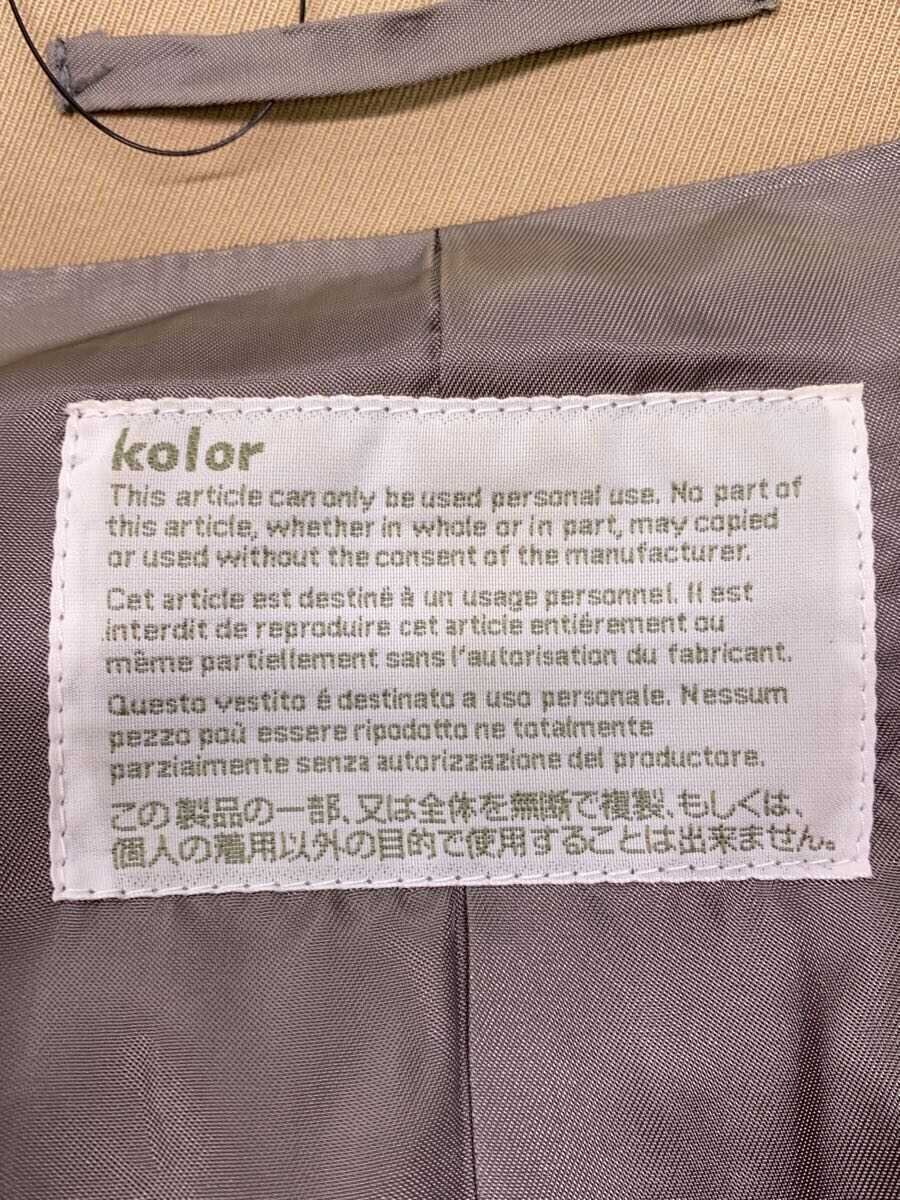 kolor
This article can only be used personal use. No part of
this article, whether in whole or in part, may copied
or used without the consent of the manufacturer.
Cet article est destiné à un usage personnel. Il est
interdit de reproduire cet article entiérement ou
même partiellement sans l'autorisation du fabricant.
Questo vestito é destinato a uso personale. Nessum
pezzo paù essere ripodotto ne totalmente
parziaimente senza autorizzazione del productore.
この製品の一部、又は全体を無断で複製、もしくは、
個人の着用以外の目的で使用することは出来ません。